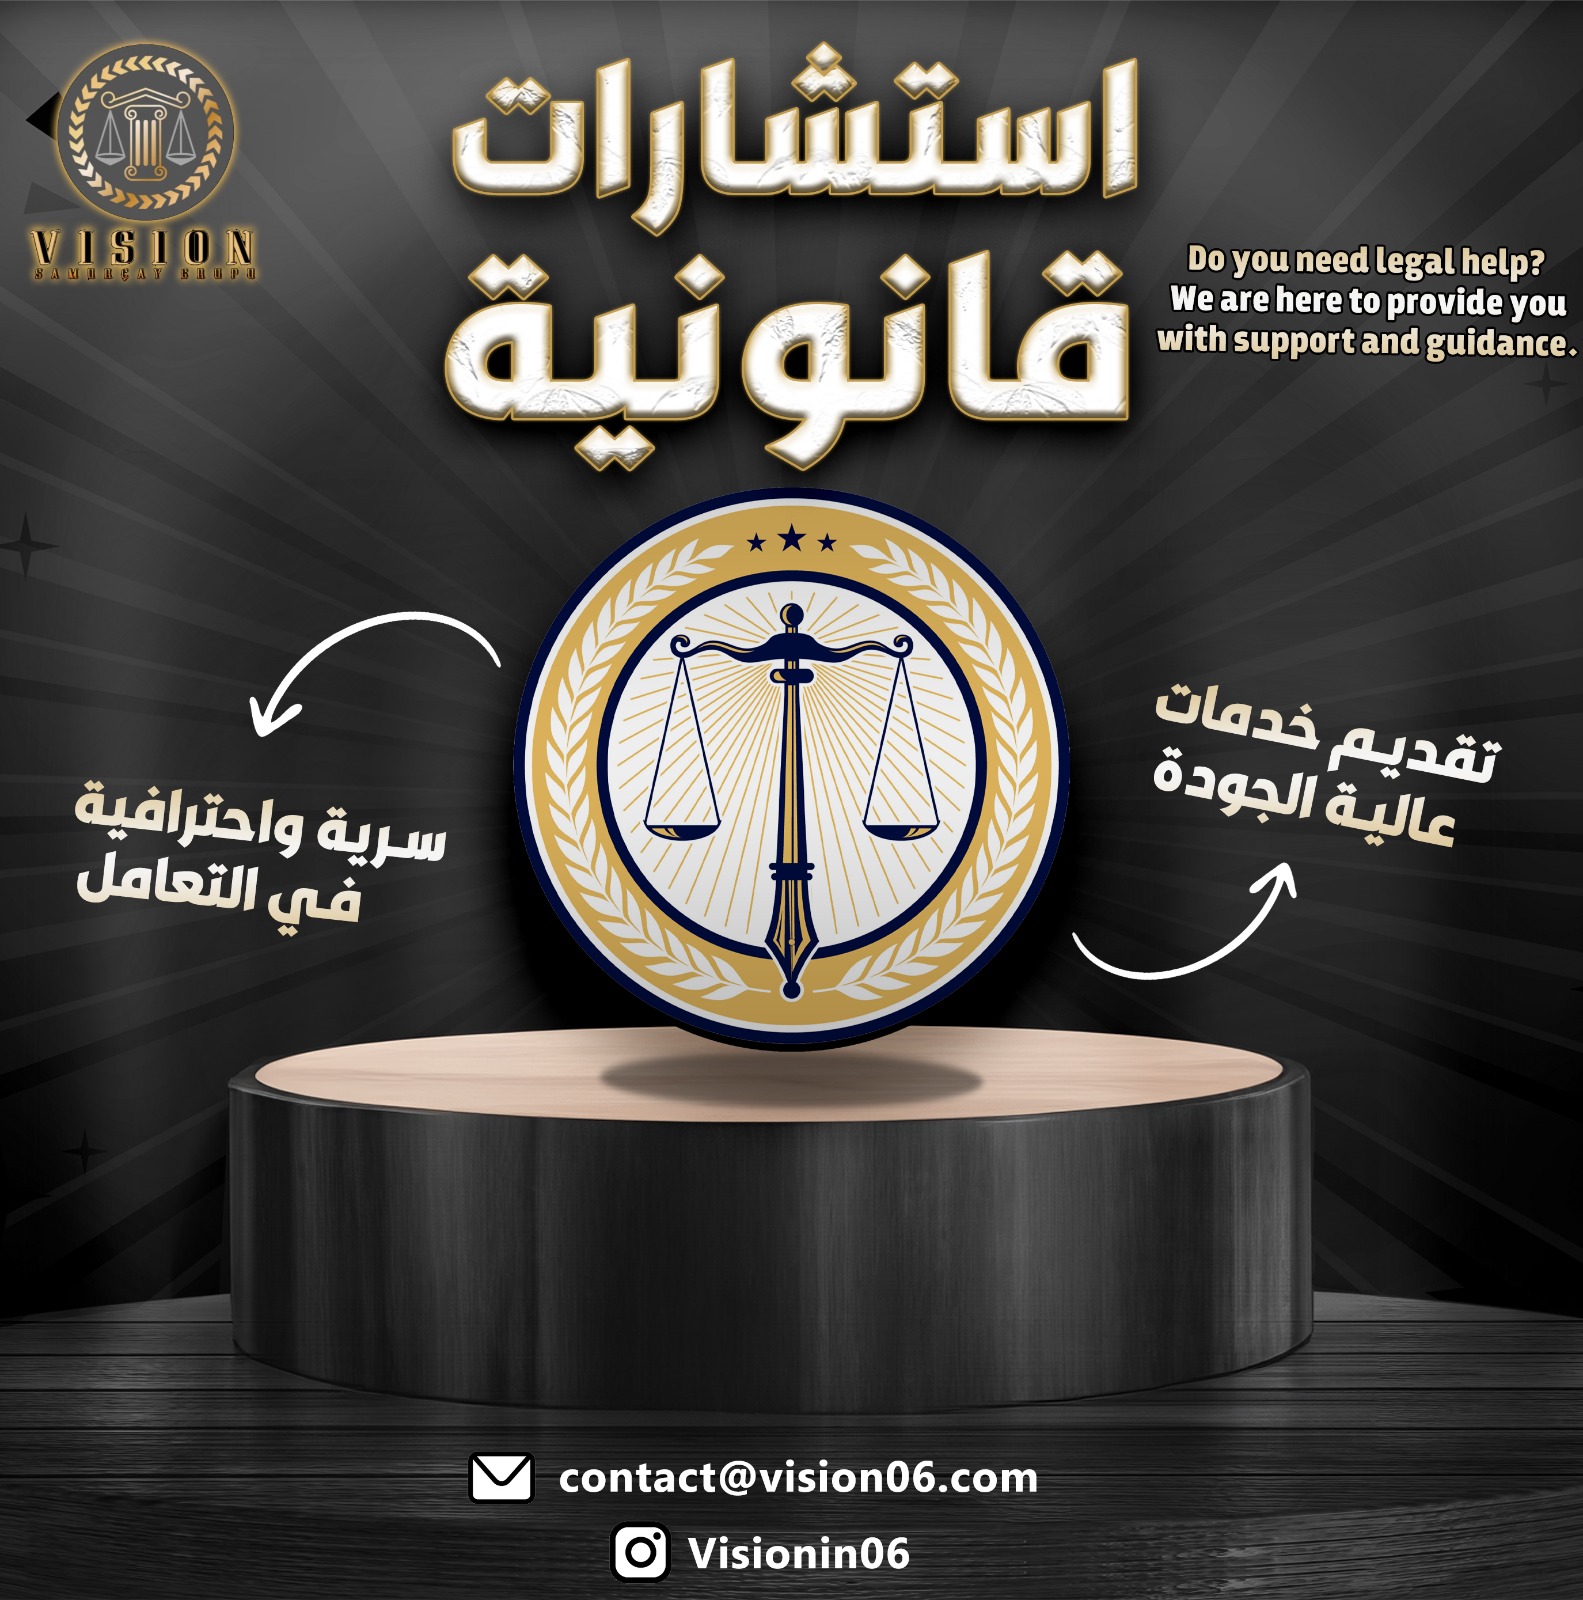 VISION
SAMURÇAY GRUPU
استشارات
قانونية
Do you need legal help?
We are here to provide you
with support and guidance.
تقديم خدمات
عالية الجودة
سرية واحترافية
في التعامل
contact@vision06.com
Visionin06